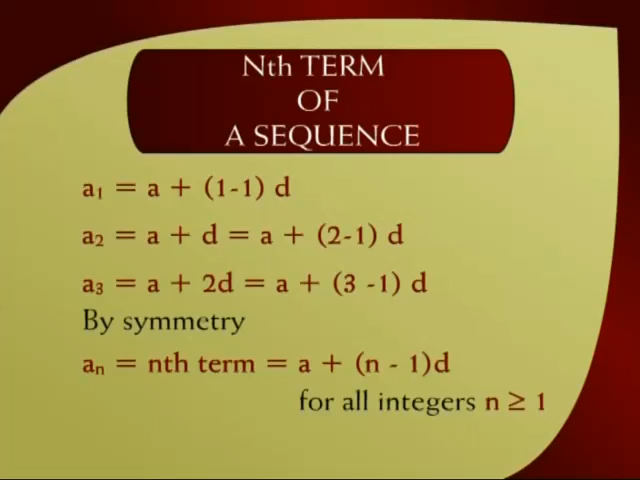 Nth TERM
OF
A SEQUENCE
a₁ = a + (1-1) d
a₂ = a + d = a + (2-1) d
a₃ = a + 2d = a + (3 -1) d
By symmetry
aₙ = nth term = a + (n - 1)d
for all integers n ≥ 1